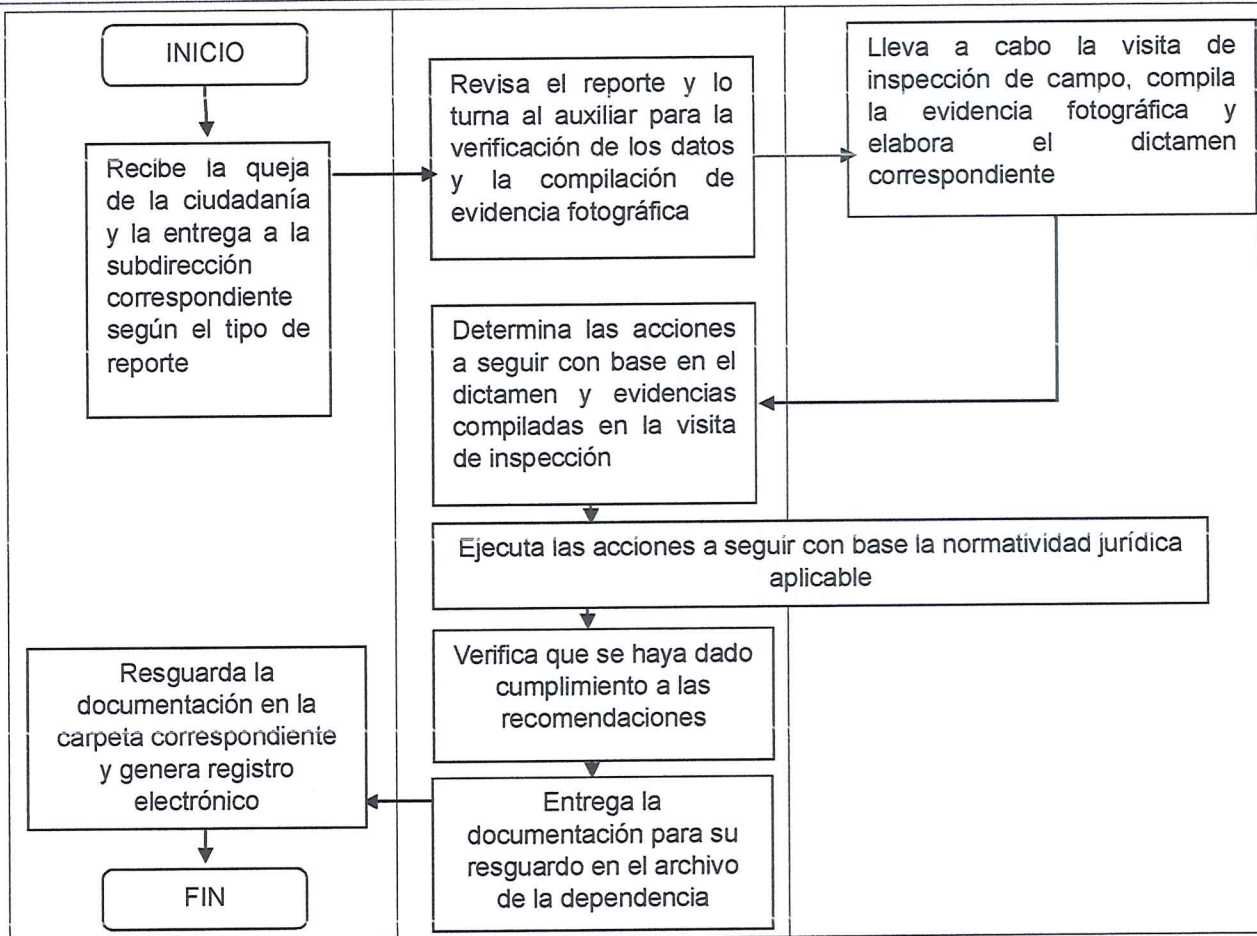 INICIO
Recibe la queja
de la ciudadanía
y la entrega a la
subdirección
correspondiente
según el tipo de
reporte
Revisa el reporte y lo
turna al auxiliar para la
verificación de los datos
y la compilación de
evidencia fotográfica
Lleva a cabo la visita de
inspección de campo, compila
la evidencia fotográfica y
elabora el dictamen
correspondiente
Determina las acciones
a seguir con base en el
dictamen y evidencias
compiladas en la visita
de inspección
Ejecuta las acciones a seguir con base la normatividad jurídica
aplicable
Verifica que se haya dado
cumplimiento a las
recomendaciones
Entrega la
documentación para su
resguardo en el archivo
de la dependencia
Resguarda la
documentación en la
carpeta correspondiente
y genera registro
electrónico
FIN